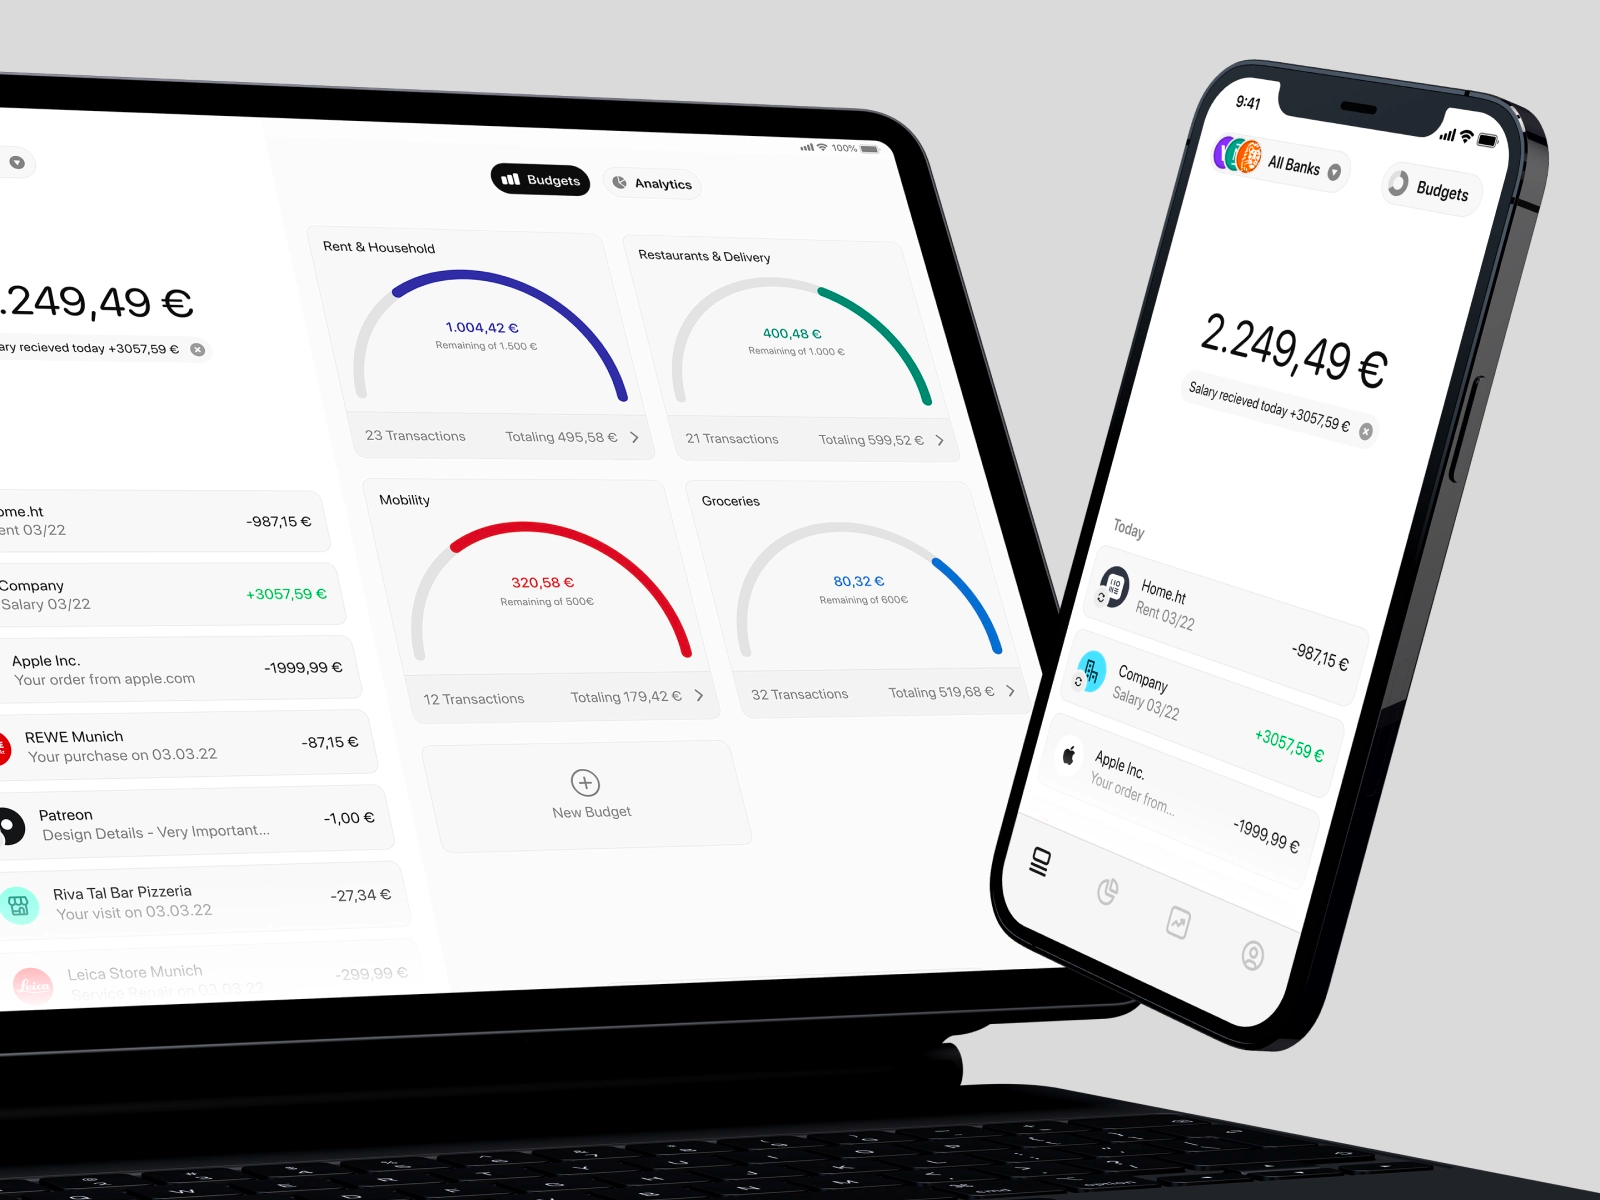 100%
Budgets
Analytics
.249,49 €
ary recieved today +3057,59 €
ome.ht
ent 03/22
-987,15 €
Company
Salary 03/22
+3057,59 €
Apple Inc.
Your order from apple.com
-1999,99 €
REWE Munich
Your purchase on 03.03.22
-87,15 €
Patreon
Design Details - Very Important...
-1,00 €
Riva Tal Bar Pizzeria
Your visit on 03.03.22
-27,34 €
Leica
Leica Store Munich
Service Repair on 03.03.22
-299,99 €
Rent & Household
1.004,42 €
Remaining of 1.500 €
23 Transactions
Totaling 495,58 €
Restaurants & Delivery
400,48 €
Remaining of 1.000 €
21 Transactions
Totaling 599,52 €
Mobility
320,58 €
Remaining of 500€
12 Transactions
Totaling 179,42 €
Groceries
80,32 €
Remaining of 600€
32 Transactions
Totaling 519,68 €
New Budget
9:41
All Banks
Budgets
2.249,49 €
Salary recieved today +3057,59 €
Today
Home.ht
Rent 03/22
-987,15 €
Company
Salary 03/22
+3057,59 €
Apple Inc.
Your order from...
-1999,99 €
cmd
option